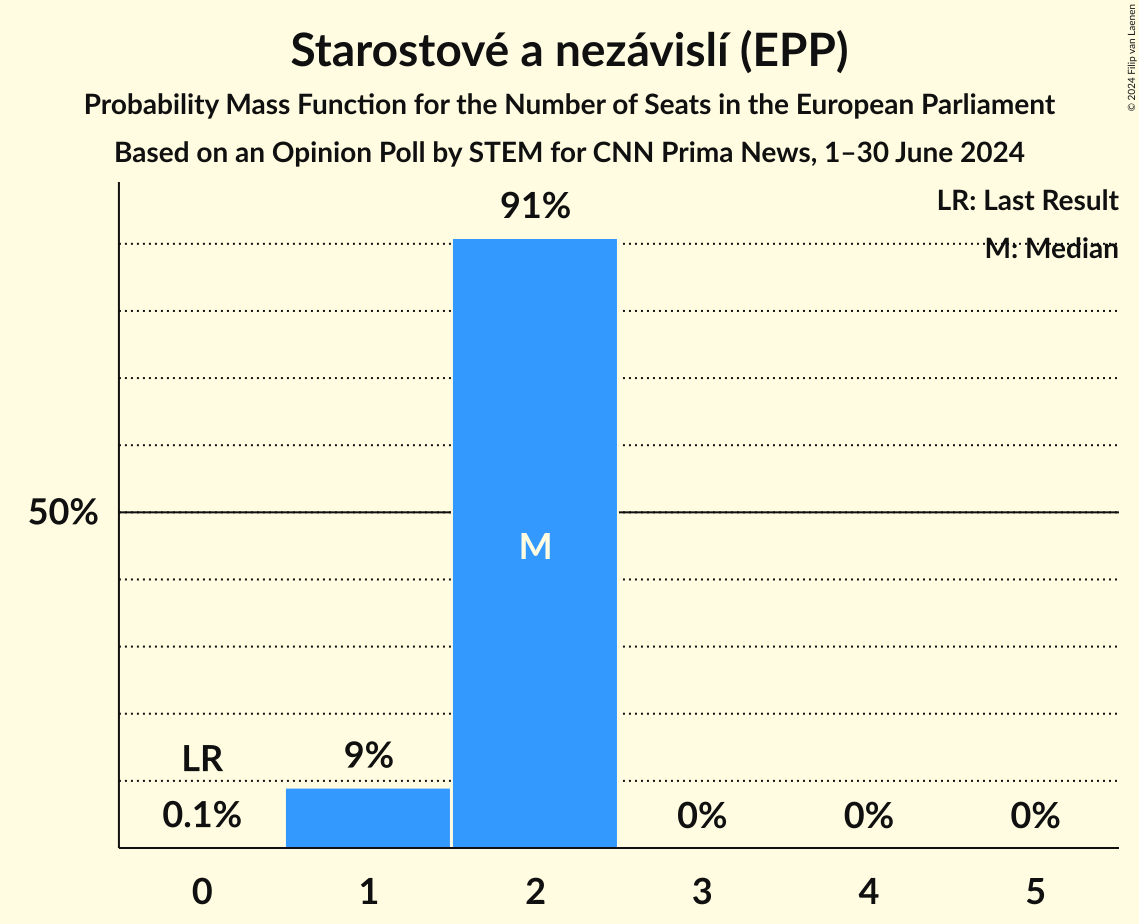 Starostové a nezávislí (EPP)
Probability Mass Function for the Number of Seats in the European Parliament
Based on an Opinion Poll by STEM for CNN Prima News, 1–30 June 2024
© 2024 Filip van Laenen
LR: Last Result
M: Median
91%
50%
M
LR
9%
0.1%
0%
0%
0%
0
1
2
3
4
5